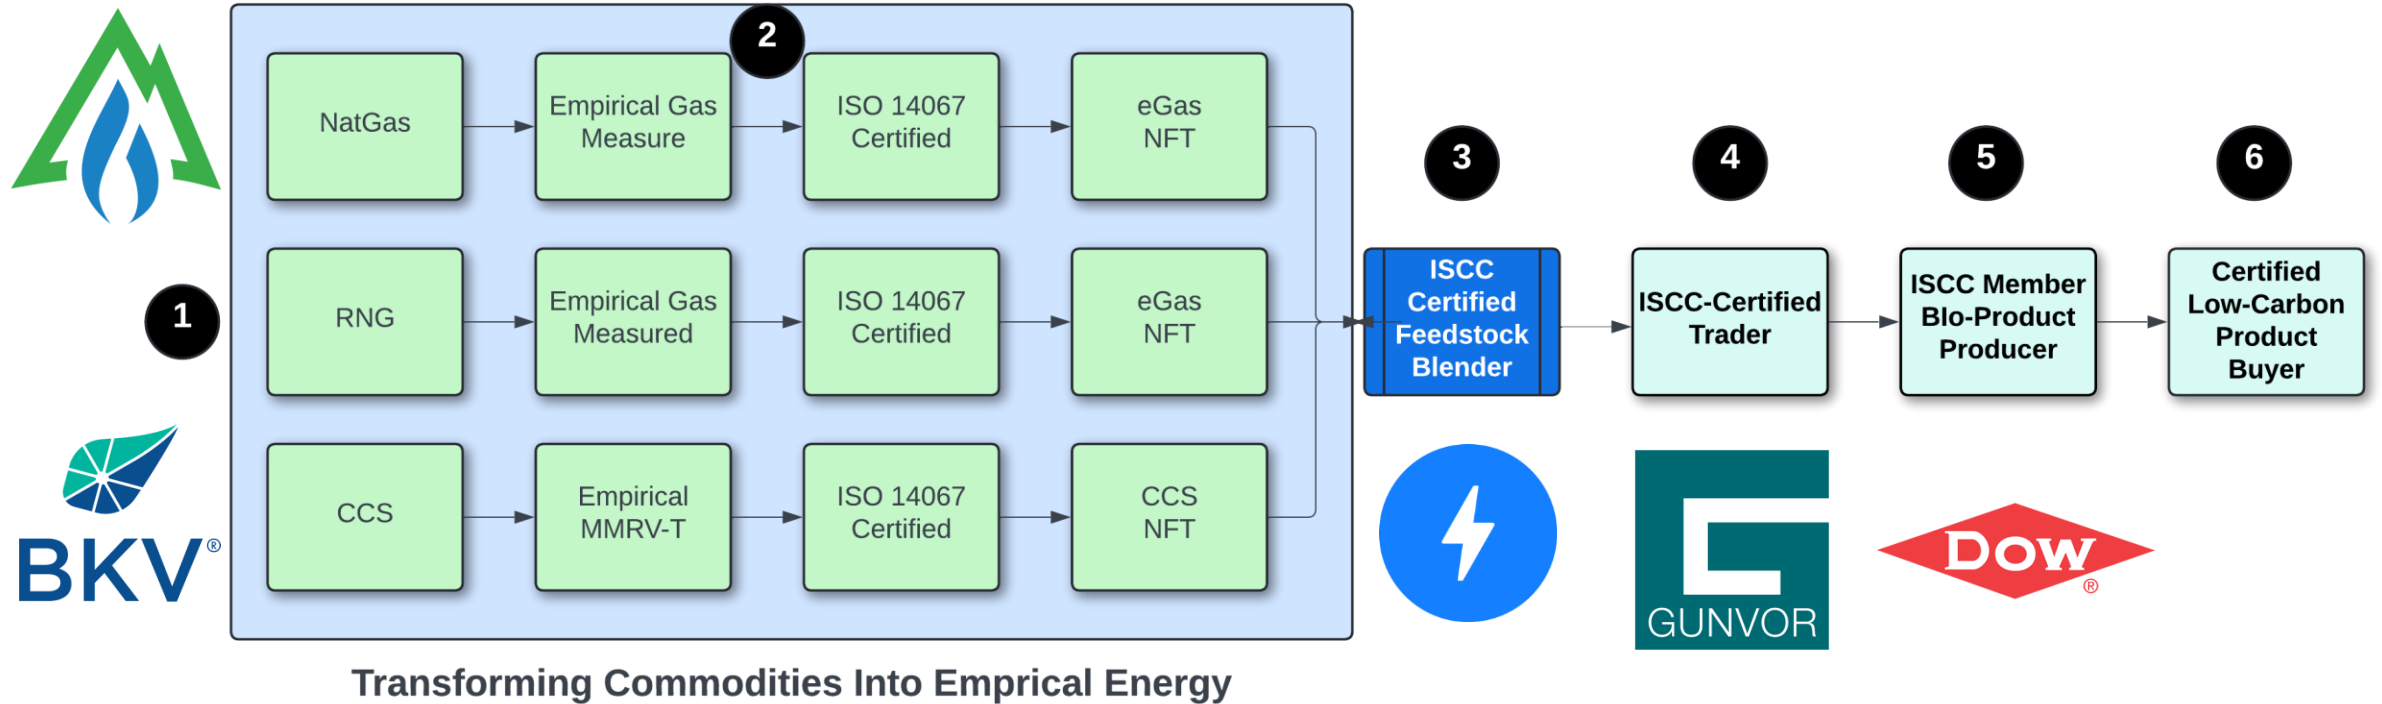 2
NatGas
Empirical Gas
Measure
ISO 14067
Certified
eGas
NFT
3
4
5
6
1
RNG
Empirical Gas
Measured
ISO 14067
Certified
eGas
NFT
ISCC
Certified
Feedstock
Blender
ISCC-Certified
Trader
ISCC Member
BIo-Product
Producer
Certified
Low-Carbon
Product
Buyer
BKV®
CCS
Empirical
MMRV-T
ISO 14067
Certified
CCS
NFT
GUNVOR
Dow®
Transforming Commodities Into Emprical Energy